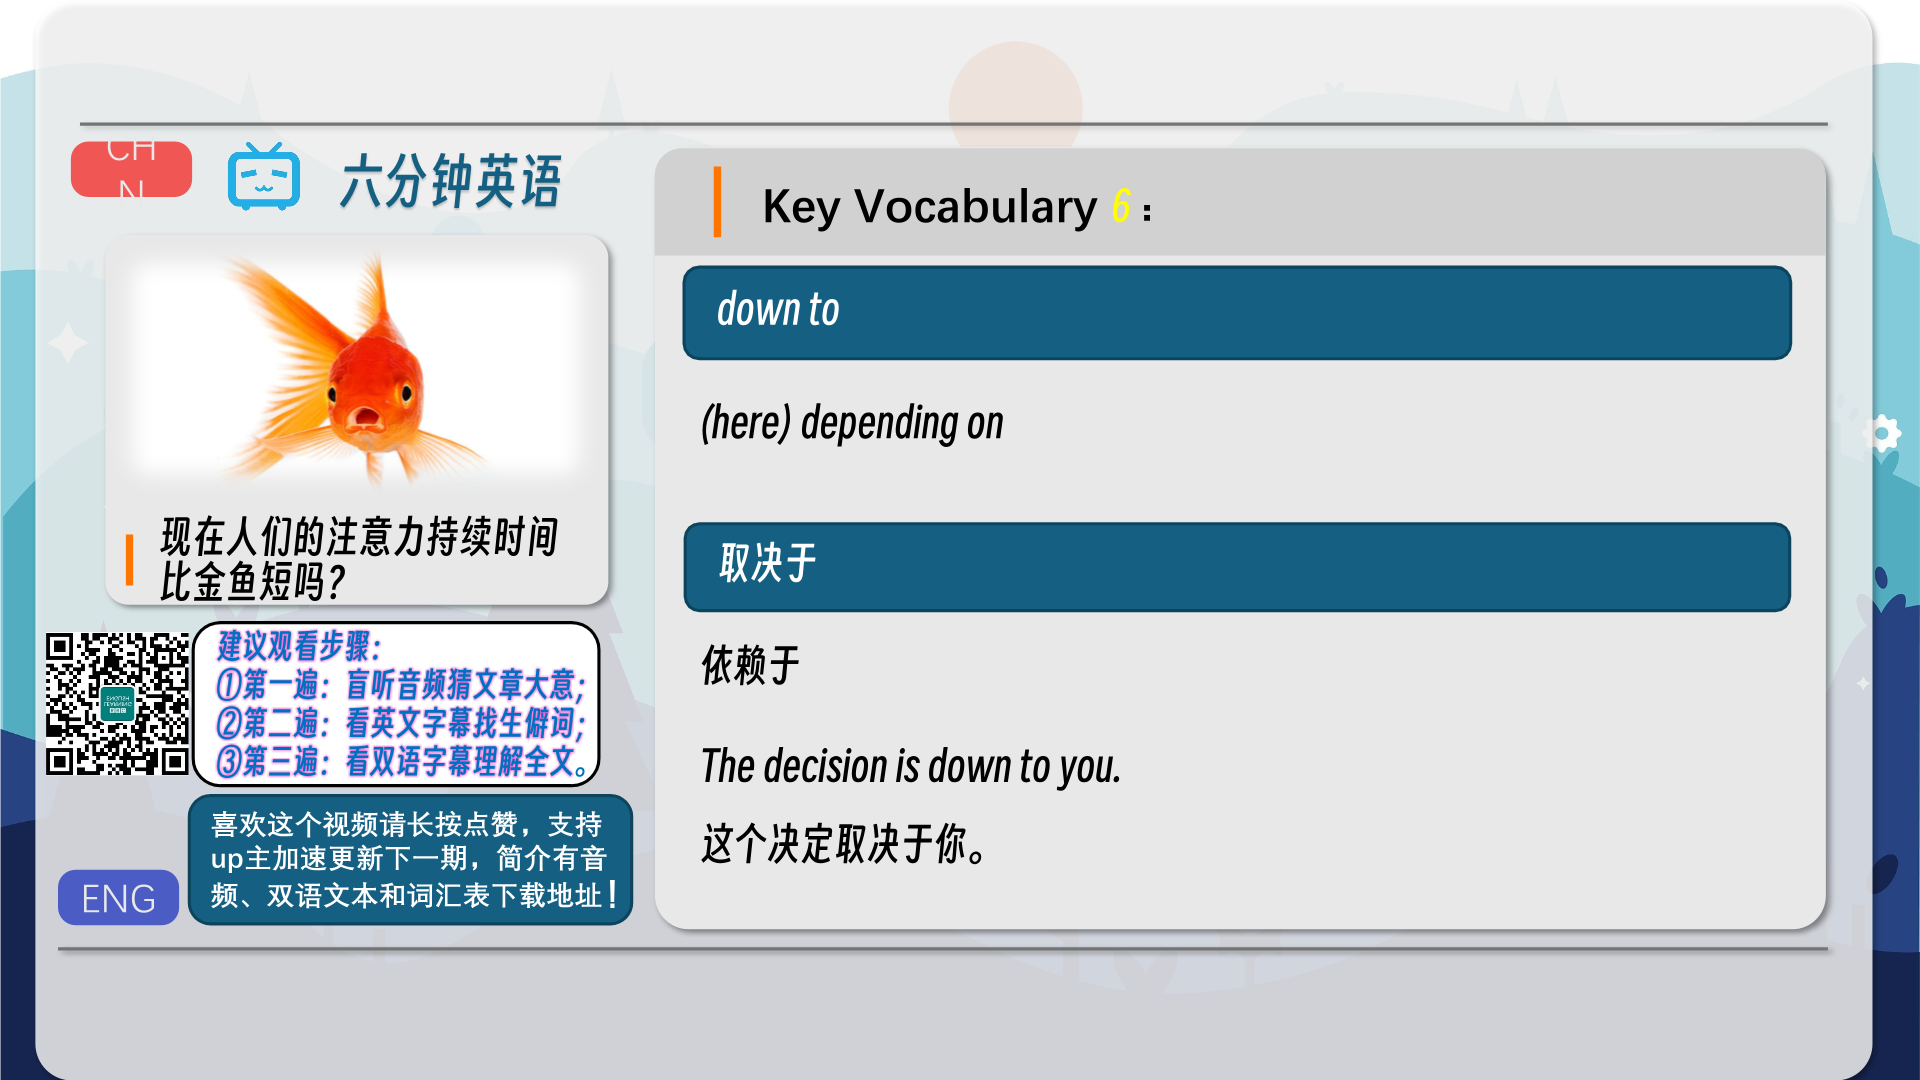 CH
N
六分钟英语
现在人们的注意力持续时间
比金鱼短吗?
建议观看步骤:
①第一遍: 盲听音频猜文章大意;
②第二遍: 看英文字幕找生僻词;
③第三遍: 看双语字幕理解全文。
喜欢这个视频请长按点赞，支持
up主加速更新下一期，简介有音
频、双语文本和词汇表下载地址！
ENG
Key Vocabulary 6：
down to
(here) depending on
取决于
依赖于
The decision is down to you.
这个决定取决于你。